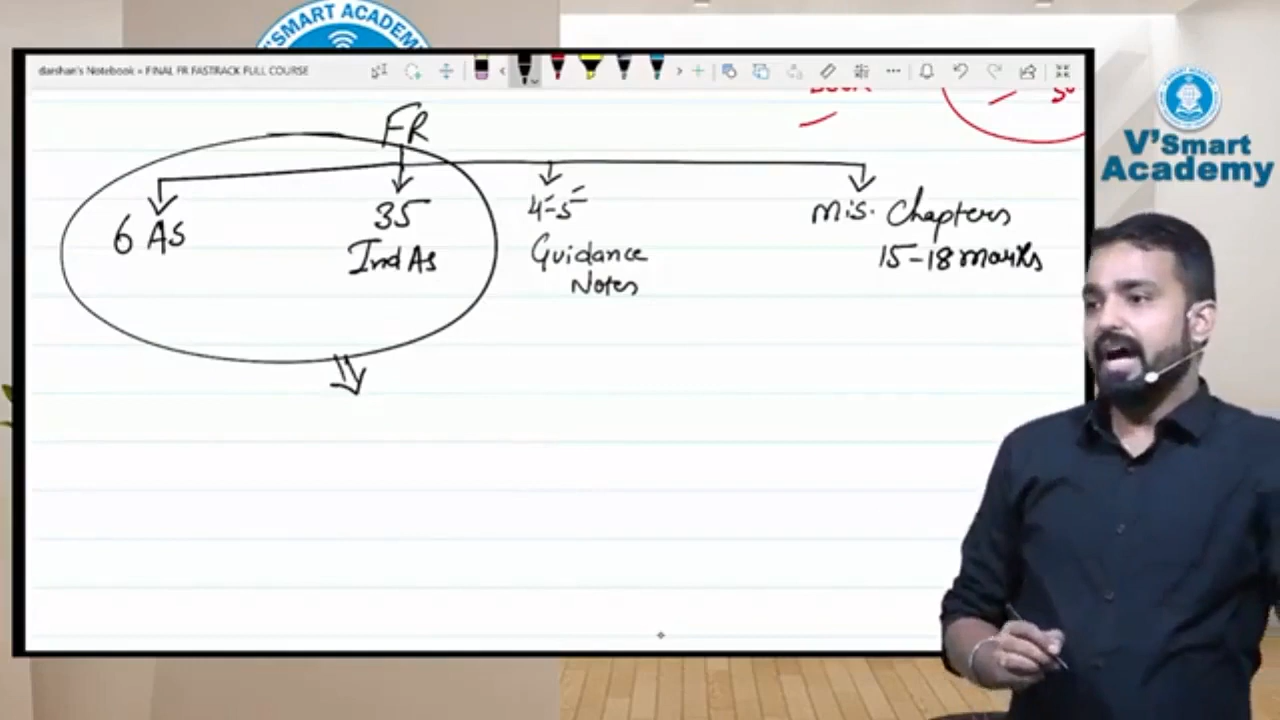 V'SMART ACADEMY
darshan's Notebook » FINAL FR FASTRACK FULL COURSE
V'Smart
Academy
FR
6 AS
35
Ind As
4-5
Guidance
Notes
Mis. Chapters
15-18 marks